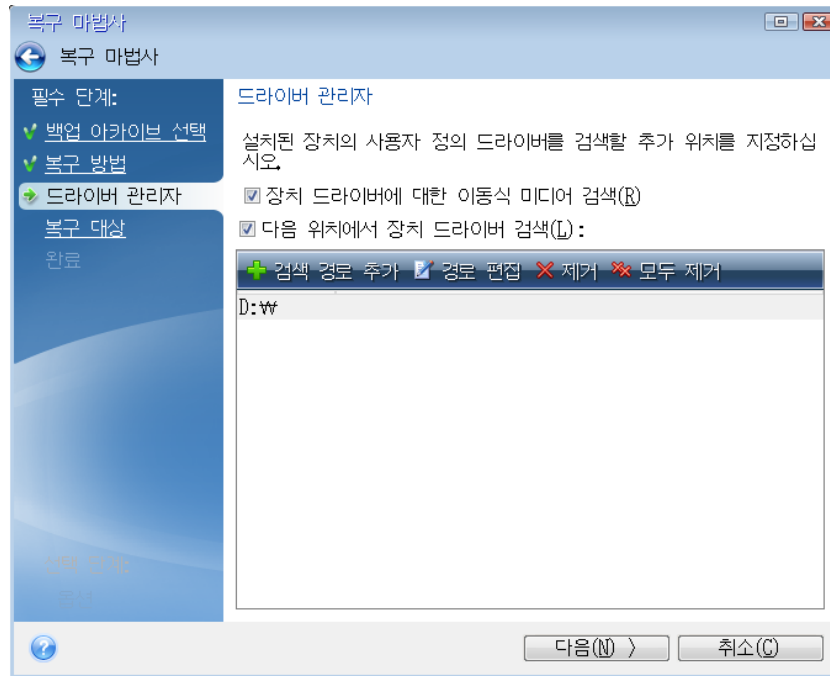 복구 마법사
복구 마법사
필수 단계:
백업 아카이브 선택
복구 방법
드라이버 관리자
복구 대상
완료
드라이버 관리자
설치된 장치의 사용자 정의 드라이버를 검색할 추가 위치를 지정하십
시오.
장치 드라이버에 대한 이동식 미디어 검색(R)
다음 위치에서 장치 드라이버 검색(L):
검색 경로 추가 경로 편집 제거 모두 제거
D:₩
다음(N) 〉 취소(C)